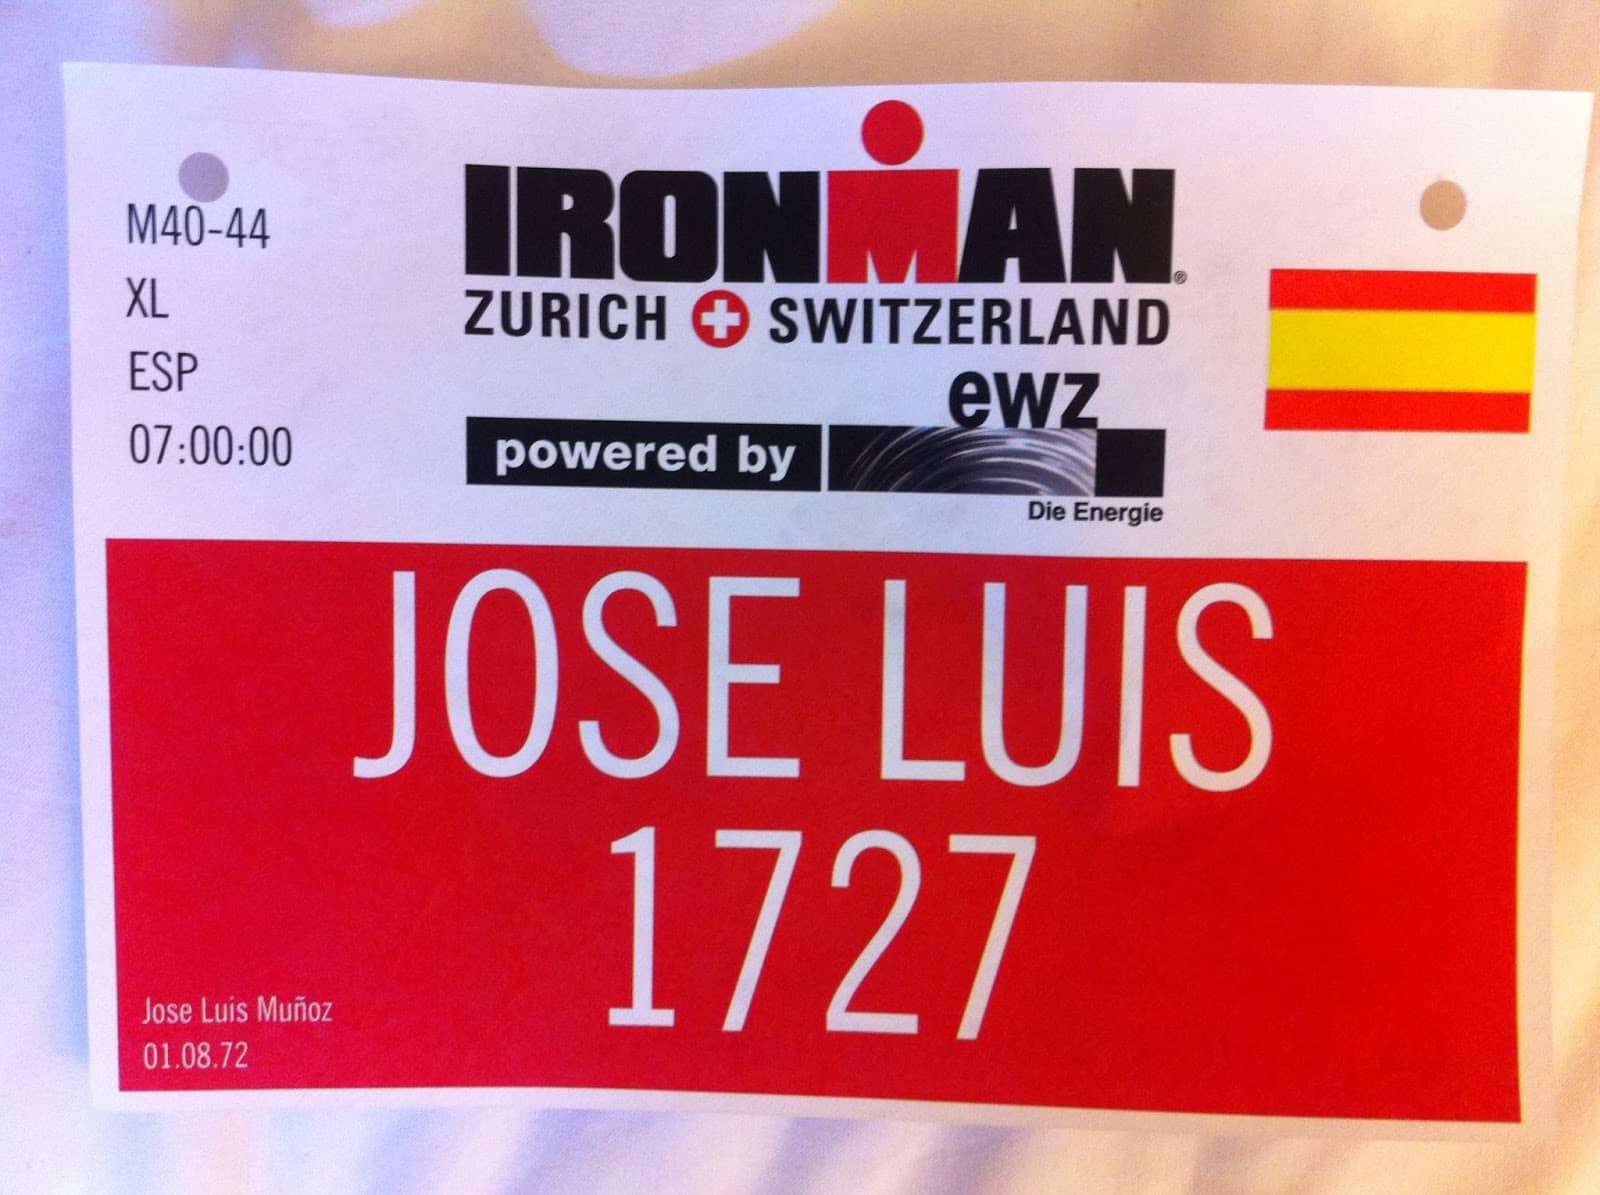 M40-44
XL
ESP
07:00:00
IRONMAN®
ZURICH SWITZERLAND
ewz
powered by
Die Energie
JOSE LUIS
1727
Jose Luis Muñoz
01.08.72